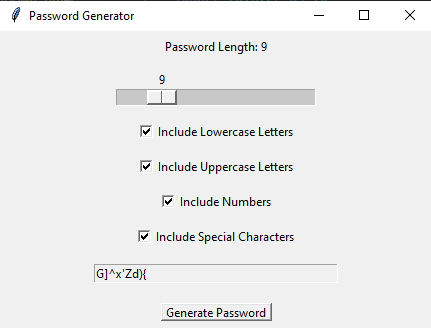 Password Generator
Password Length: 9
9
Include Lowercase Letters
Include Uppercase Letters
Include Numbers
Include Special Characters
G]^x'Zd){
Generate Password